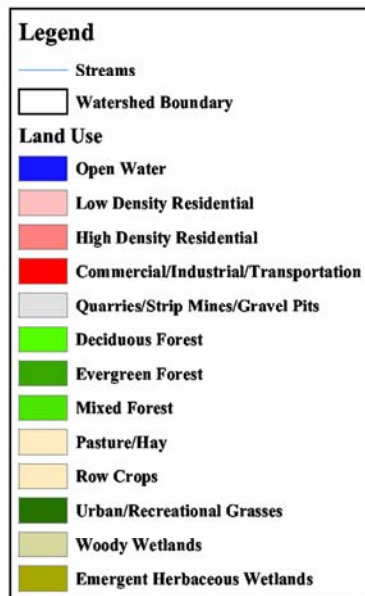 Legend
Streams
Watershed Boundary
Land Use
Open Water
Low Density Residential
High Density Residential
Commercial/Industrial/Transportation
Quarries/Strip Mines/Gravel Pits
Deciduous Forest
Evergreen Forest
Mixed Forest
Pasture/Hay
Row Crops
Urban/Recreational Grasses
Woody Wetlands
Emergent Herbaceous Wetlands